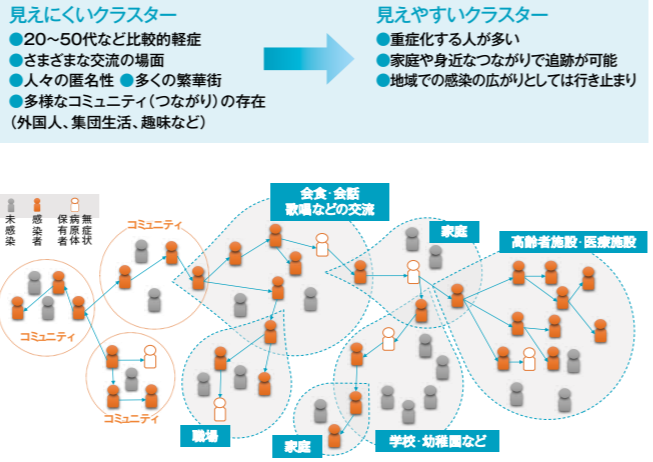 見えにくいクラスター
●20〜50代など比較的軽症
●さまざまな交流の場面
●人々の匿名性 ●多くの繁華街
●多様なコミュニティ(つながり)の存在
(外国人、集団生活、趣味など)
見えやすいクラスター
●重症化する人が多い
●家庭や身近なつながりで追跡が可能
●地域での感染の広がりとしては行き止まり
未感染
感染者
無症状
病原体
保有者
コミュニティ
コミュニティ
コミュニティ
会食・会話
歌唱などの交流
家庭
高齢者施設・医療施設
職場
家庭
学校・幼稚園など